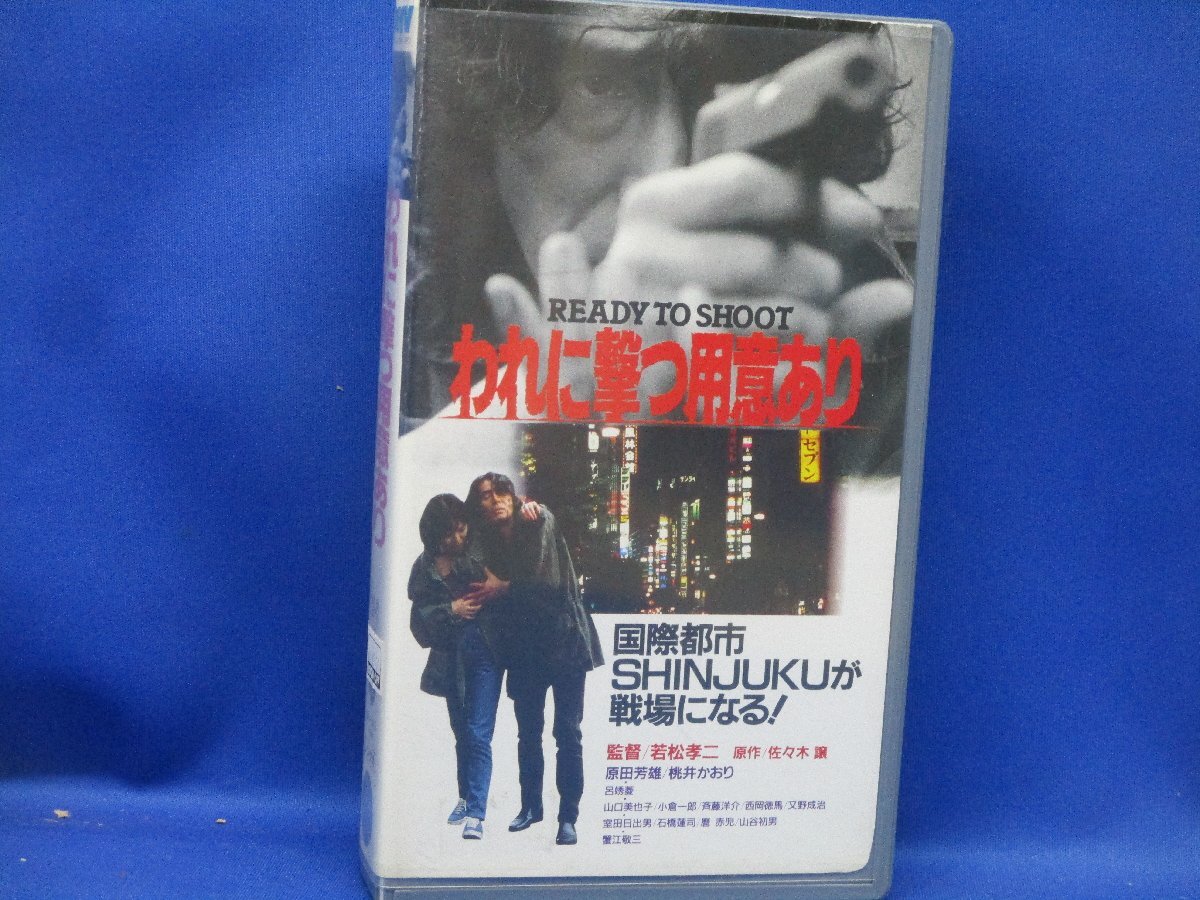 READY TO SHOOT
われに撃つ用意あり
セブン
国際都市
SHINJUKUが
戦場になる!
監督/若松孝二 原作/佐々木 譲
原田芳雄/桃井かおり
呂綉菱
山口美也子/小倉一郎/斉藤洋介/西岡徳馬/又野成治
室田日出男/石橋蓮司/麿 赤児/山谷初男
蟹江敬三